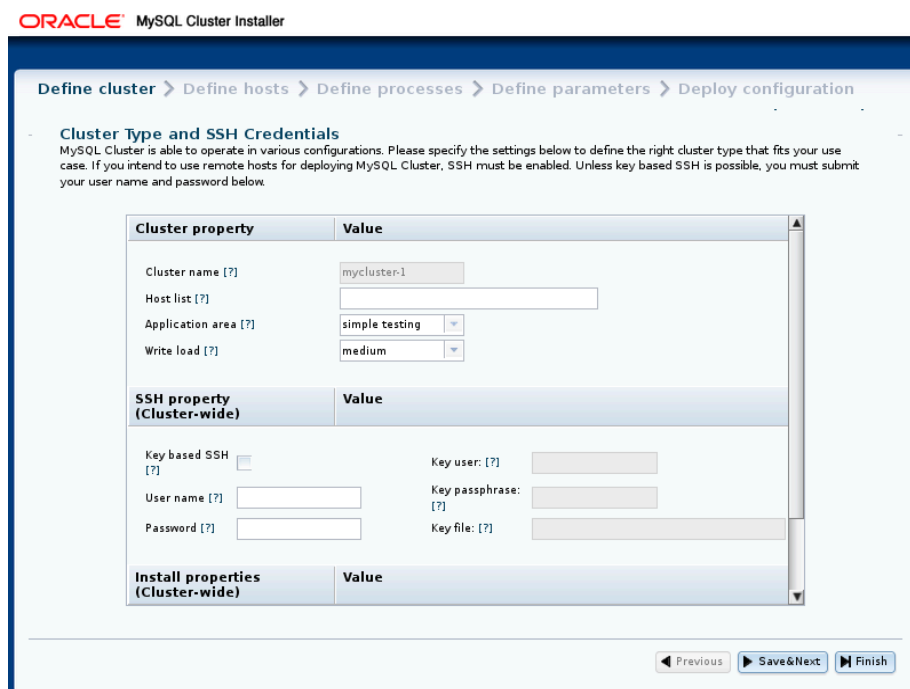 ORACLE MySQL Cluster Installer
Define cluster > Define hosts > Define processes > Define parameters > Deploy configuration
Cluster Type and SSH Credentials
MySQL Cluster is able to operate in various configurations. Please specify the settings below to define the right cluster type that fits your use
case. If you intend to use remote hosts for deploying MySQL Cluster, SSH must be enabled. Unless key based SSH is possible, you must submit
your user name and password below.
Cluster property Value
Cluster name [?] mycluster-1
Host list [?]
Application area [?] simple testing
Write load [?] medium
SSH property Value
(Cluster-wide)
Key based SSH
[?]
Key user: [?]
User name [?]
Key passphrase:
[?]
Password [?]
Key file: [?]
Install properties Value
(Cluster-wide)
Previous Save&Next Finish